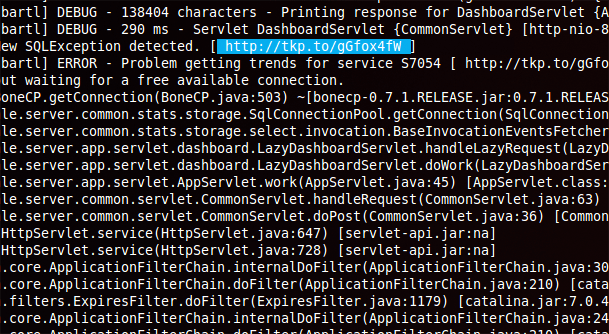 bartl] DEBUG - 138404 characters - Printing response for DashboardServlet {A
bartl] DEBUG - 290 ms - Servlet DashboardServlet {CommonServlet} [http-nio-8
ew SQLException detected. [ http://tkp.to/gGfox4fW ]
bartl] ERROR - Problem getting trends for service S7054 [ http://tkp.to/gGfo
ut waiting for a free available connection.
oneCP.getConnection(BoneCP.java:503) ~[bonecp-0.7.1.RELEASE.jar:0.7.1.RELEAS
le.server.common.stats.storage.SqlConnectionPool.getConnection(SqlConnection
le.server.common.stats.storage.select.invocation.BaseInvocationEventsFetcher
le.server.app.servlet.dashboard.LazyDashboardServlet.handleLazyRequest(LazyD
le.server.app.servlet.dashboard.LazyDashboardServlet.doWork(LazyDashboardSer
le.server.app.servlet.AppServlet.work(AppServlet.java:45) [AppServlet.class:
le.server.common.servlet.CommonServlet.handleRequest(CommonServlet.java:63)
le.server.common.servlet.CommonServlet.doPost(CommonServlet.java:36) [Common
HttpServlet.service(HttpServlet.java:647) [servlet-api.jar:na]
HttpServlet.service(HttpServlet.java:728) [servlet-api.jar:na]
.core.ApplicationFilterChain.internalDoFilter(ApplicationFilterChain.java:30
.core.ApplicationFilterChain.doFilter(ApplicationFilterChain.java:210) [cata
.filters.ExpiresFilter.doFilter(ExpiresFilter.java:1179) [catalina.jar:7.0.4
.core.ApplicationFilterChain.internalDoFilter(ApplicationFilterChain.java:24
.core.ApplicationFilterChain.doFilter(ApplicationFilterChain.java:210) [cata